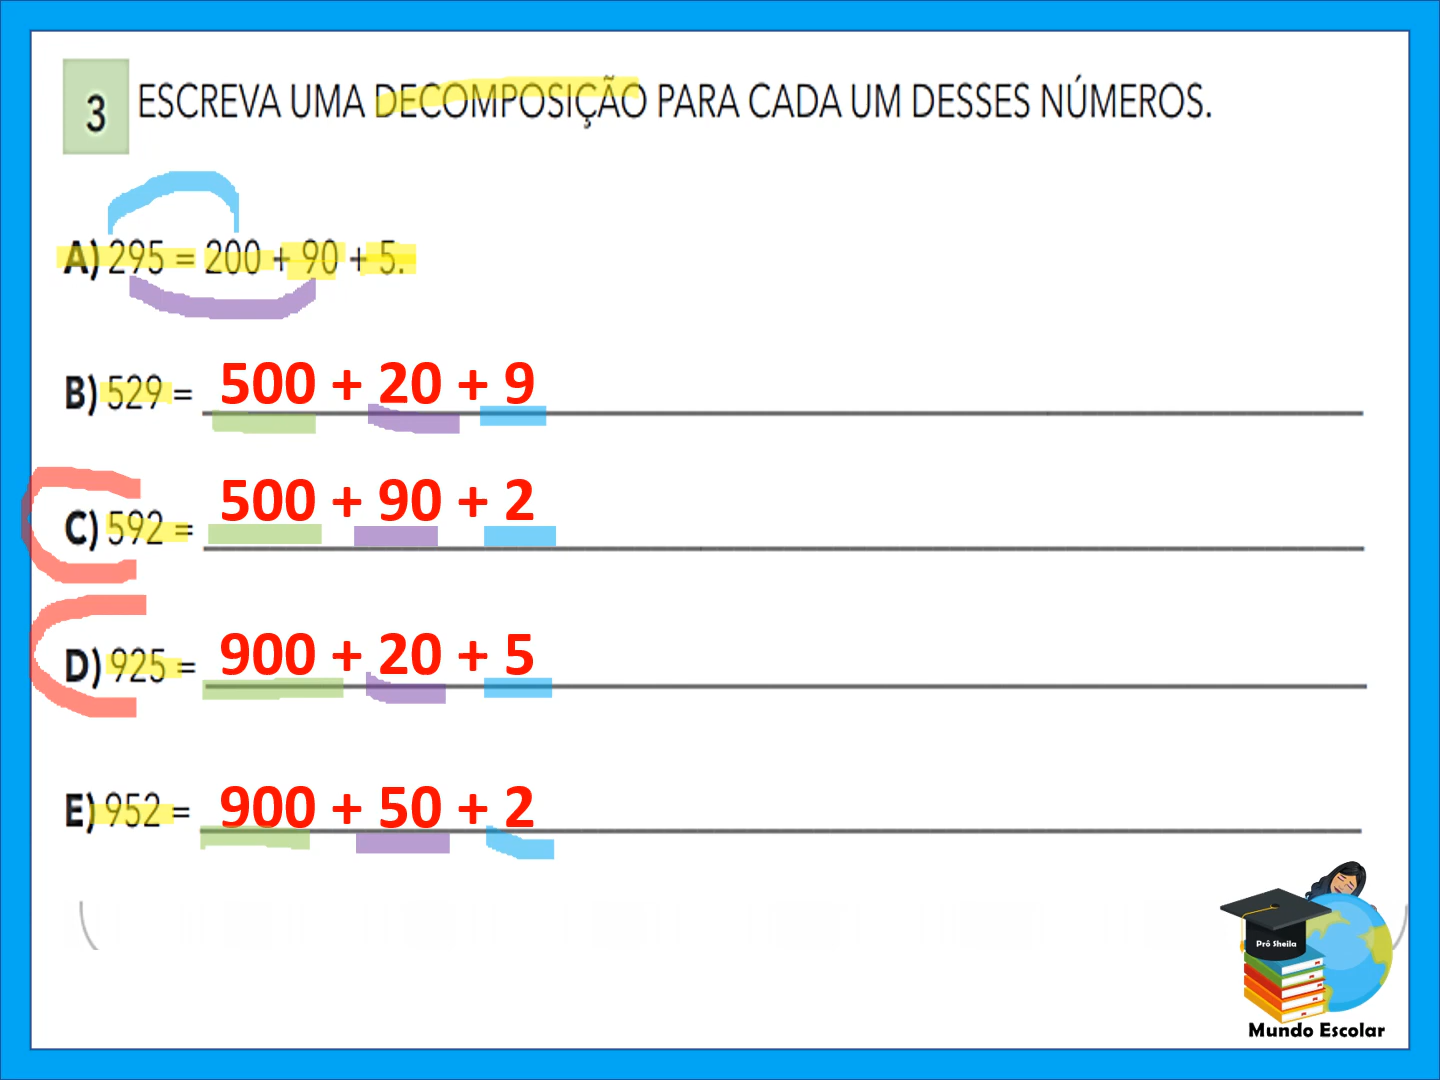 3 ESCREVA UMA DECOMPOSIÇÃO PARA CADA UM DESSES NÚMEROS.
A) 295 = 200 + 90 + 5.
B) 529 = 500 + 20 + 9
C) 592 = 500 + 90 + 2
D) 925 = 900 + 20 + 5
E) 952 = 900 + 50 + 2
Pró Sheila
Mundo Escolar